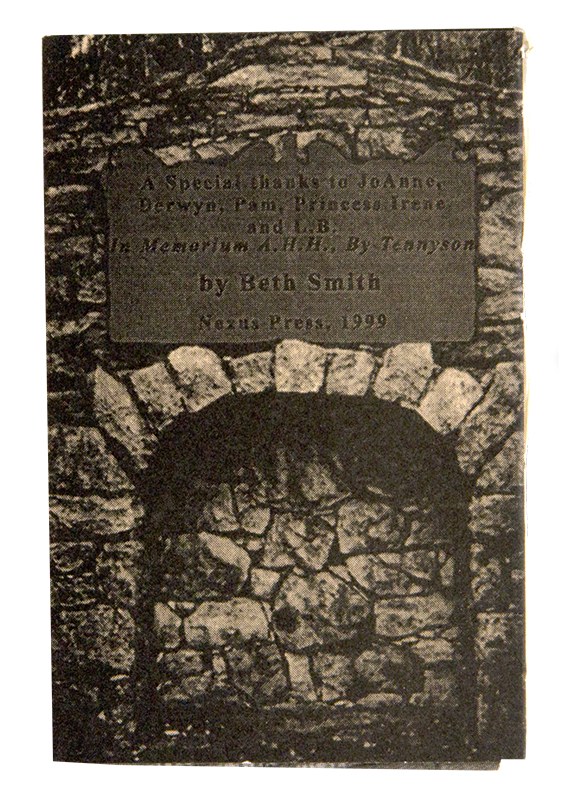 A Special thanks to JoAnne,
Derwyn, Pam, Princess Irene
and L.B.
In Memorium A.H.H., By Tennyson
by Beth Smith
Nexus Press, 1999